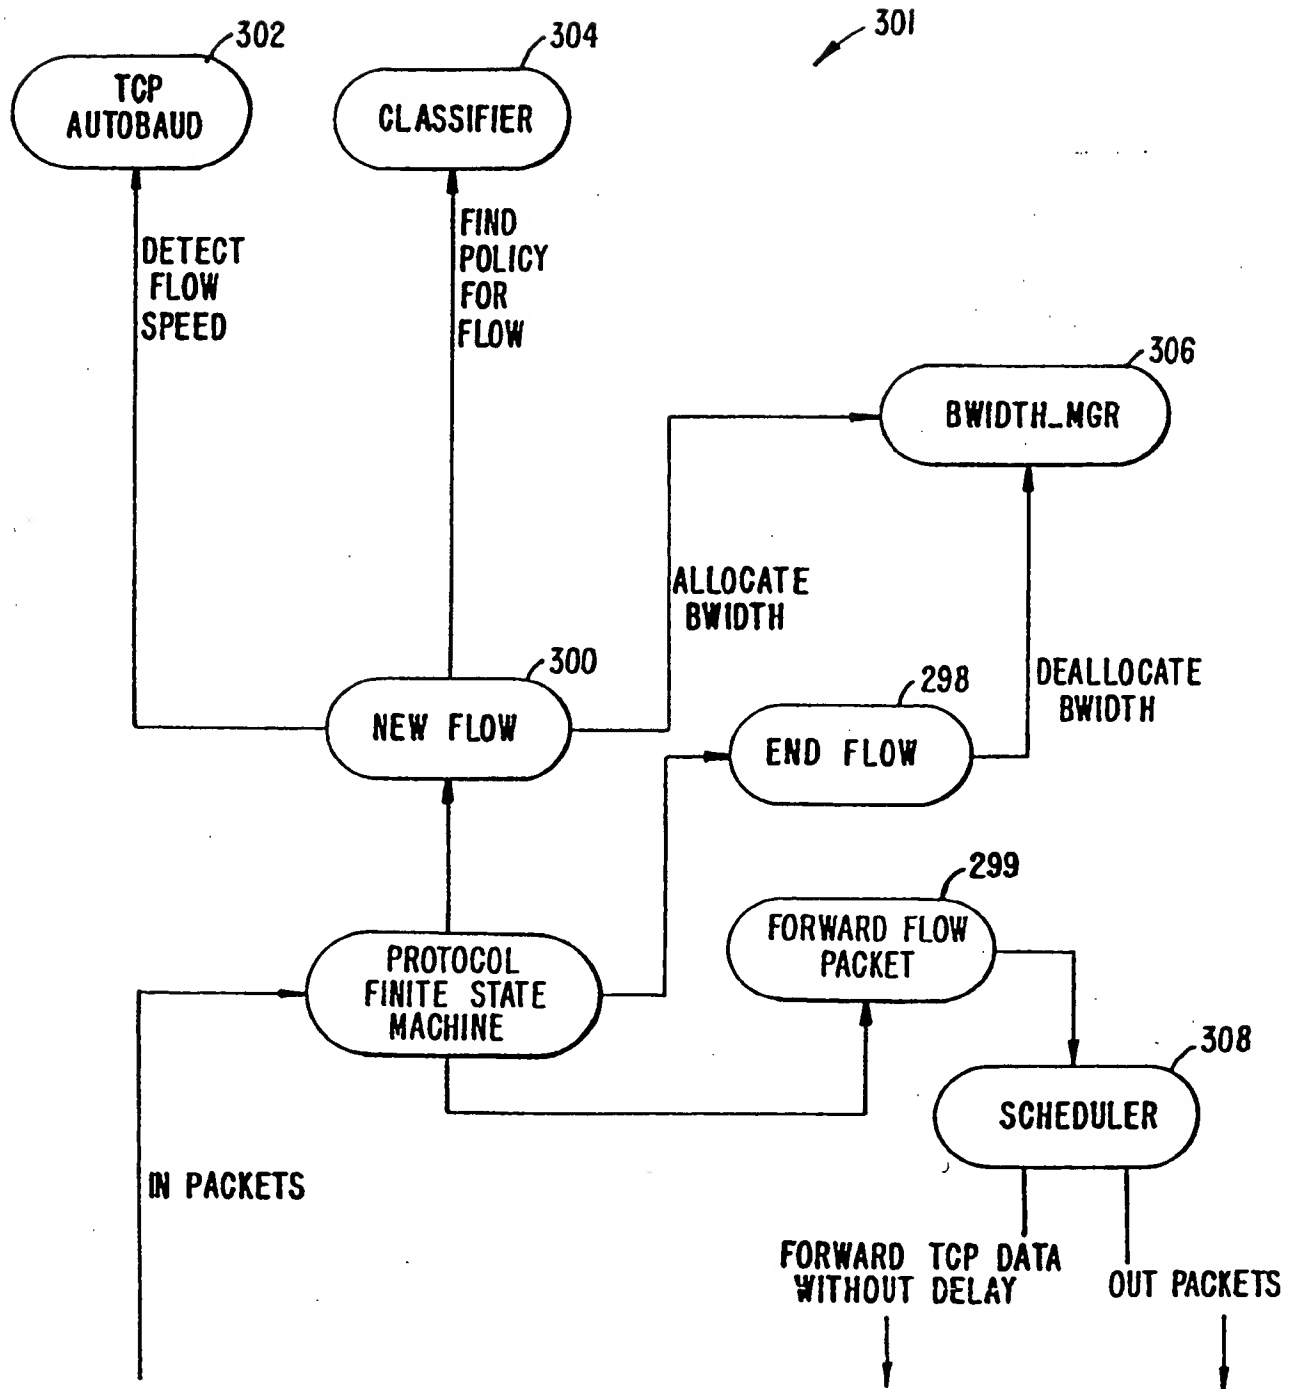 301
302
TCP
AUTOBAUD
304
CLASSIFIER
DETECT
FLOW
SPEED
FIND
POLICY
FOR
FLOW
306
BWIDTH_MGR
ALLOCATE
BWIDTH
300
NEW FLOW
298
END FLOW
DEALLOCATE
BWIDTH
299
FORWARD FLOW
PACKET
PROTOCOL
FINITE STATE
MACHINE
308
SCHEDULER
IN PACKETS
FORWARD TCP DATA
WITHOUT DELAY
OUT PACKETS